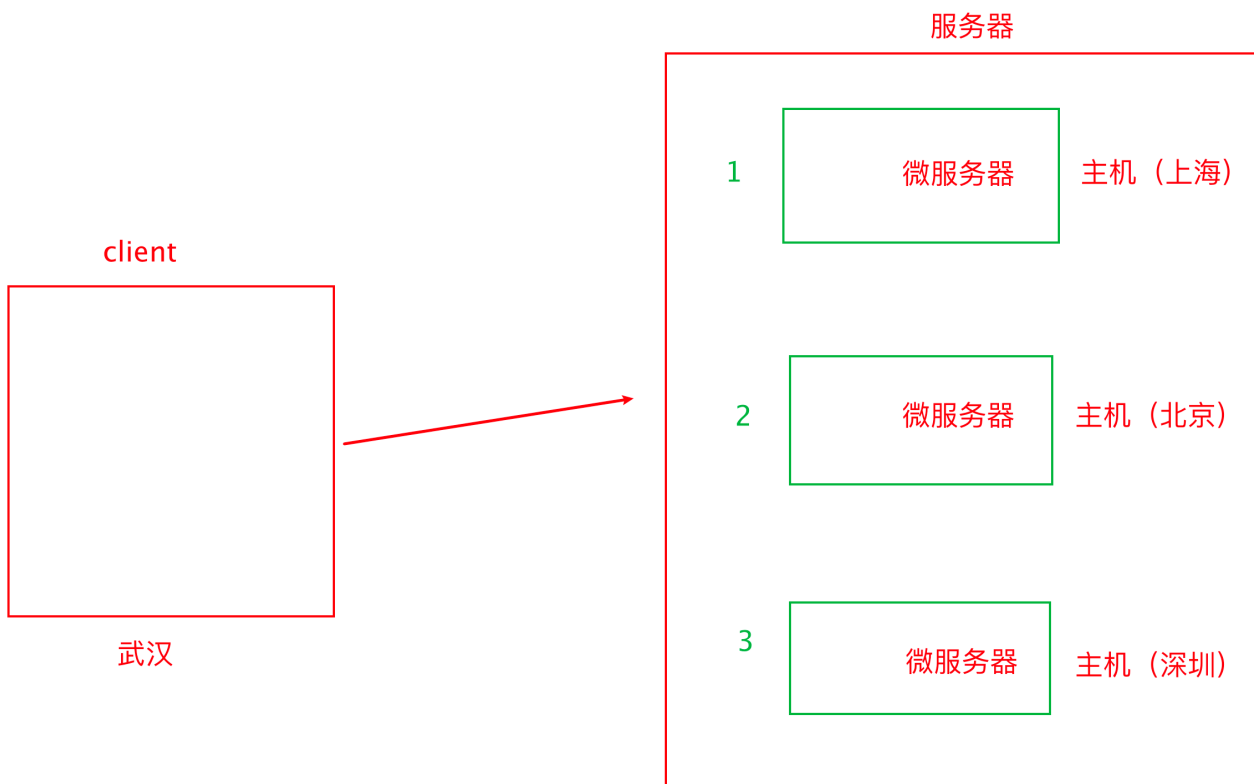 服务器
1
微服务器
主机（上海）
client
2
微服务器
主机（北京）
武汉
3
微服务器
主机（深圳）